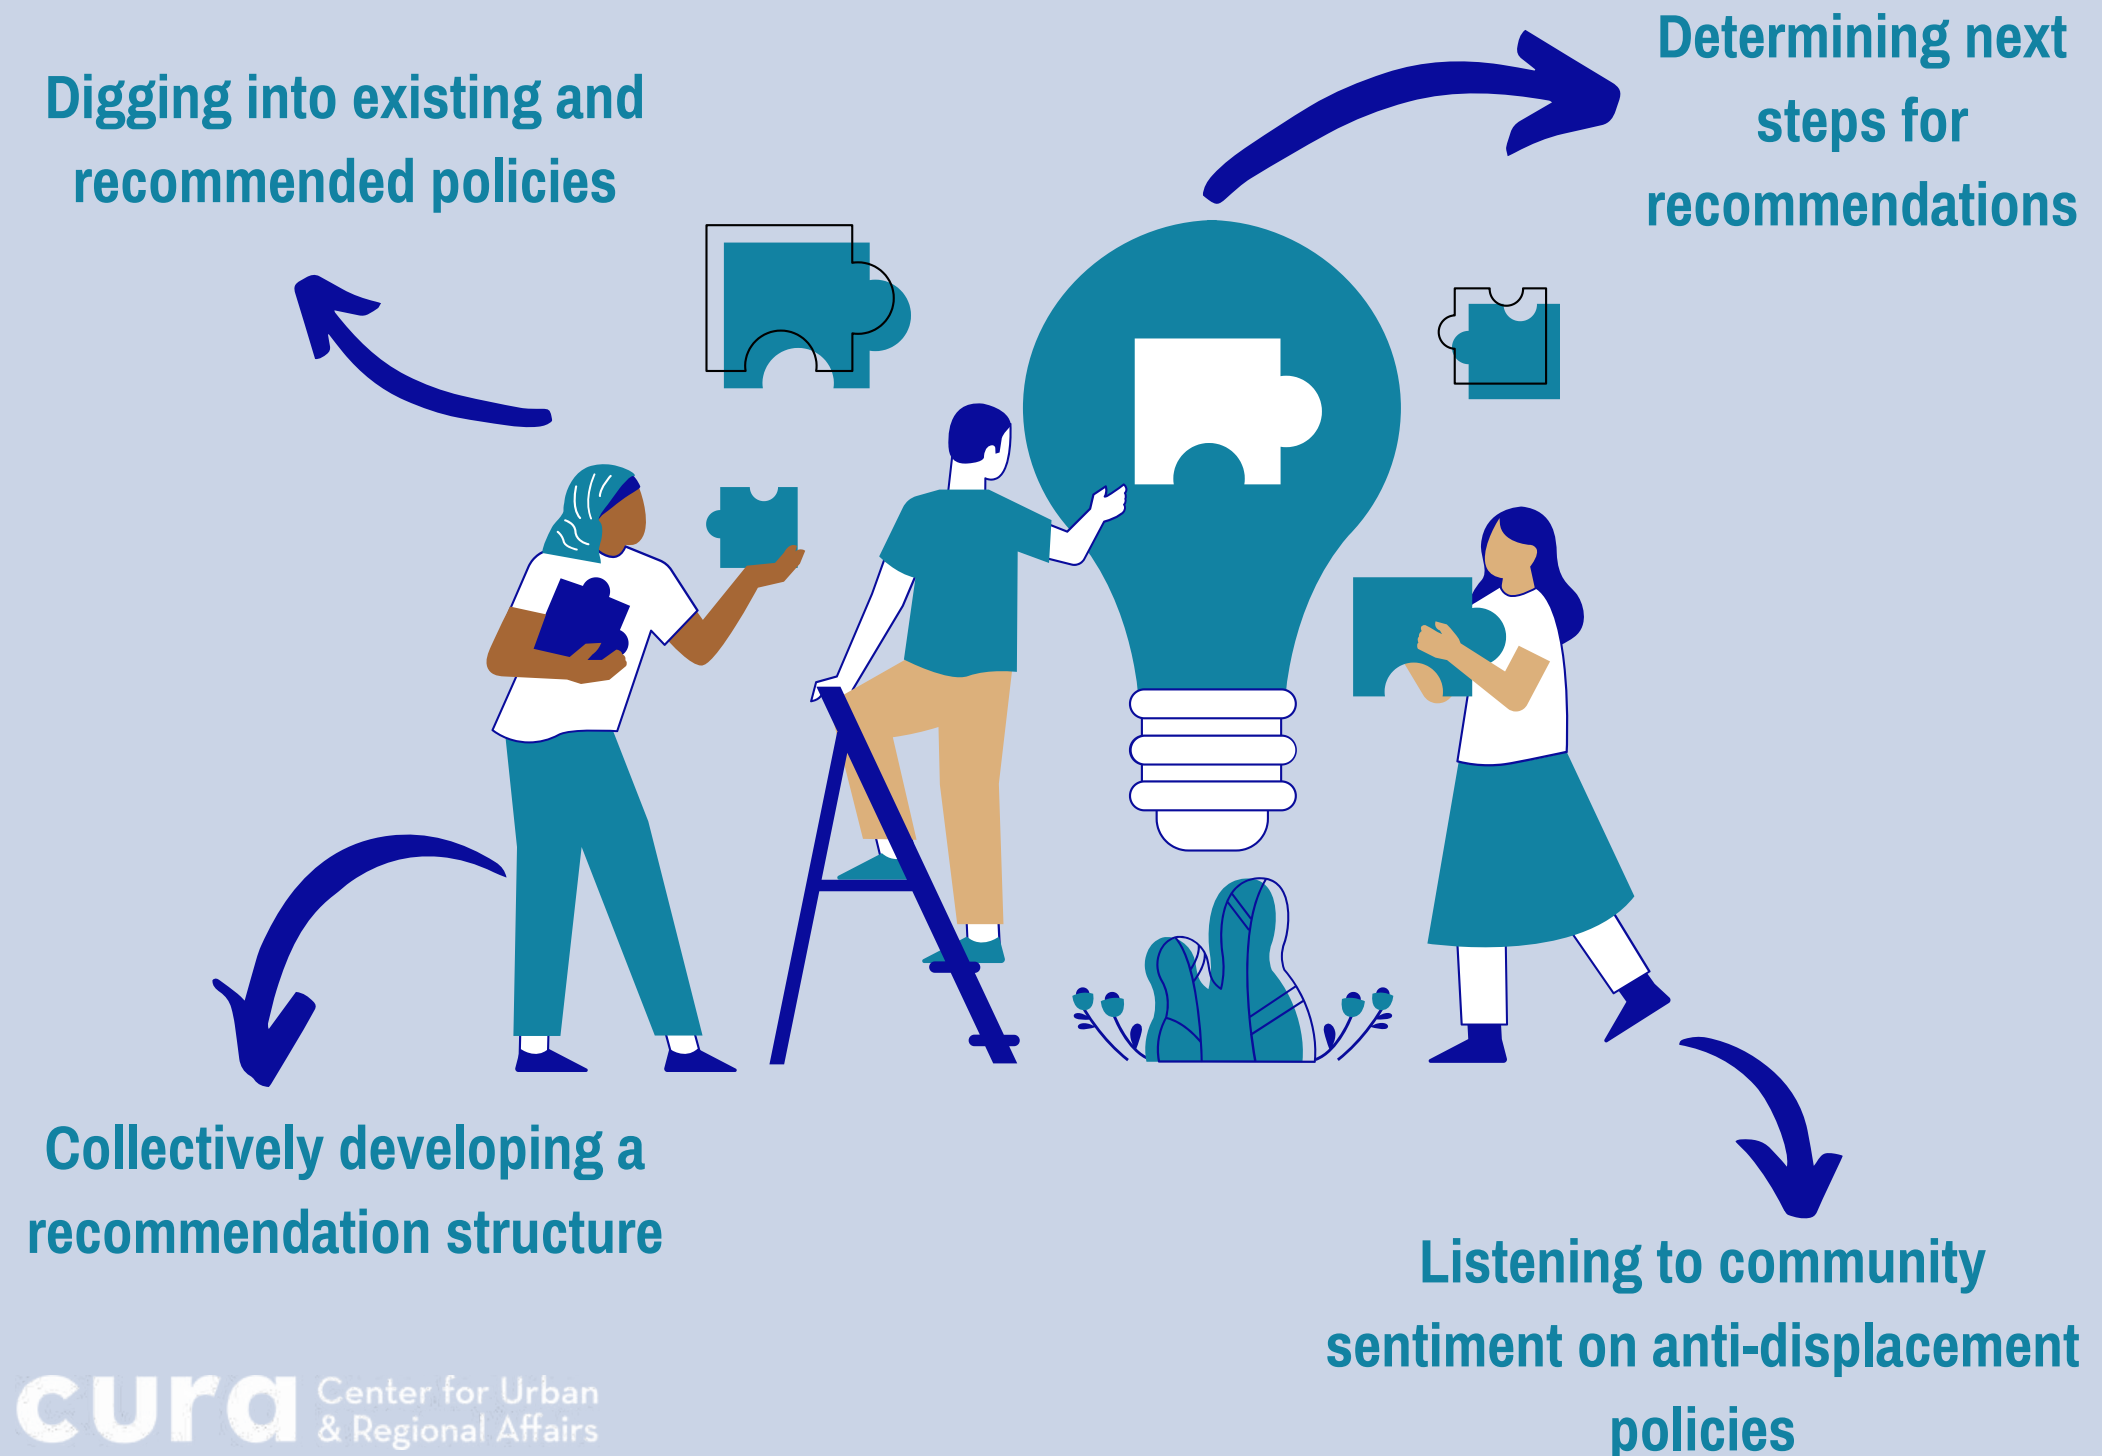 Digging into existing and
recommended policies
Determining next
steps for
recommendations
Collectively developing a
recommendation structure
Listening to community
sentiment on anti-displacement
policies
cura Center for Urban
& Regional Affairs